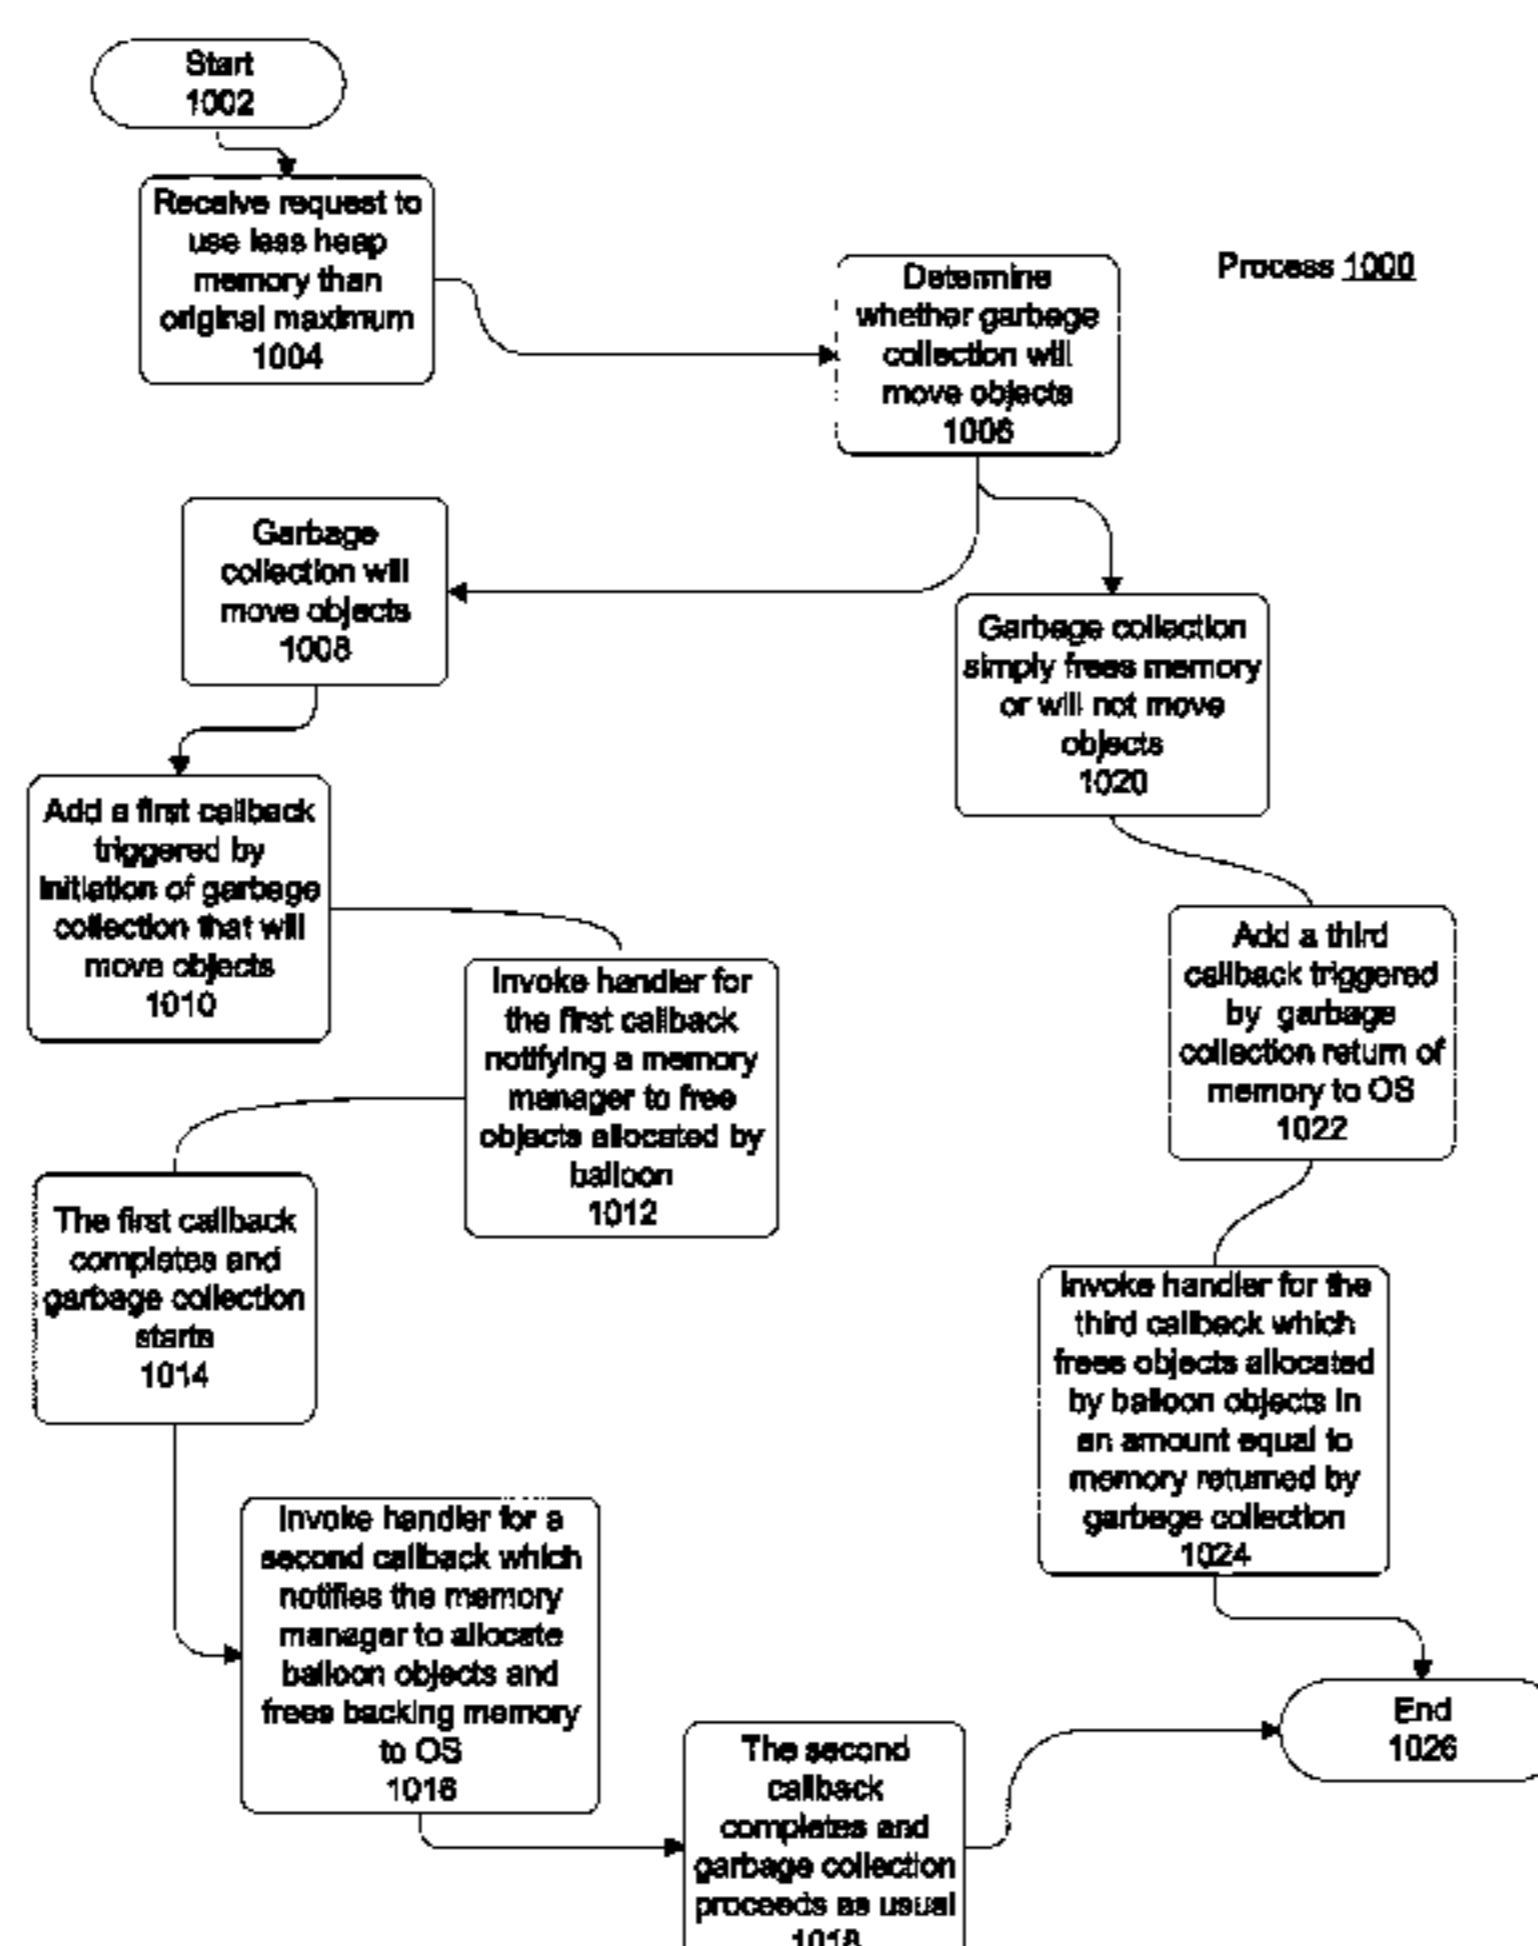 Start
1002
Receive request to
use less heap
memory than
original maximum
1004
Process 1000
Determine
whether garbage
collection will
move objects
1006
Garbage
collection will
move objects
1008
Garbage collection
simply frees memory
or will not move
objects
1020
Add a first callback
triggered by
initiation of garbage
collection that will
move objects
1010
Add a third
callback triggered
by garbage
collection return of
memory to OS
1022
Invoke handler for
the first callback
notifying a memory
manager to free
objects allocated by
balloon
1012
The first callback
completes and
garbage collection
starts
1014
Invoke handler for the
third callback which
frees objects allocated
by balloon objects in
an amount equal to
memory returned by
garbage collection
1024
Invoke handler for a
second callback which
notifies the memory
manager to allocate
balloon objects and
frees backing memory
to OS
1016
The second
callback
completes and
garbage collection
proceeds as usual
1018
End
1026